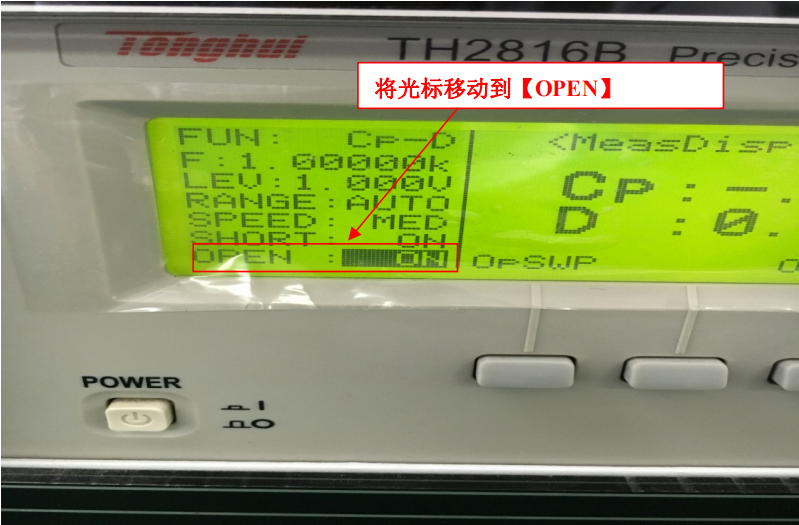 Tonghui
TH2816B Precis
将光标移动到【OPEN】
FUN: Cp-D
F:1.00000k
LEV:1.000V
RANGE:AUTO
SPEED: MED
SHORT: ON
OPEN : ON
<MeasDisp
Cp:-.
D :0.
OpSWP
POWER